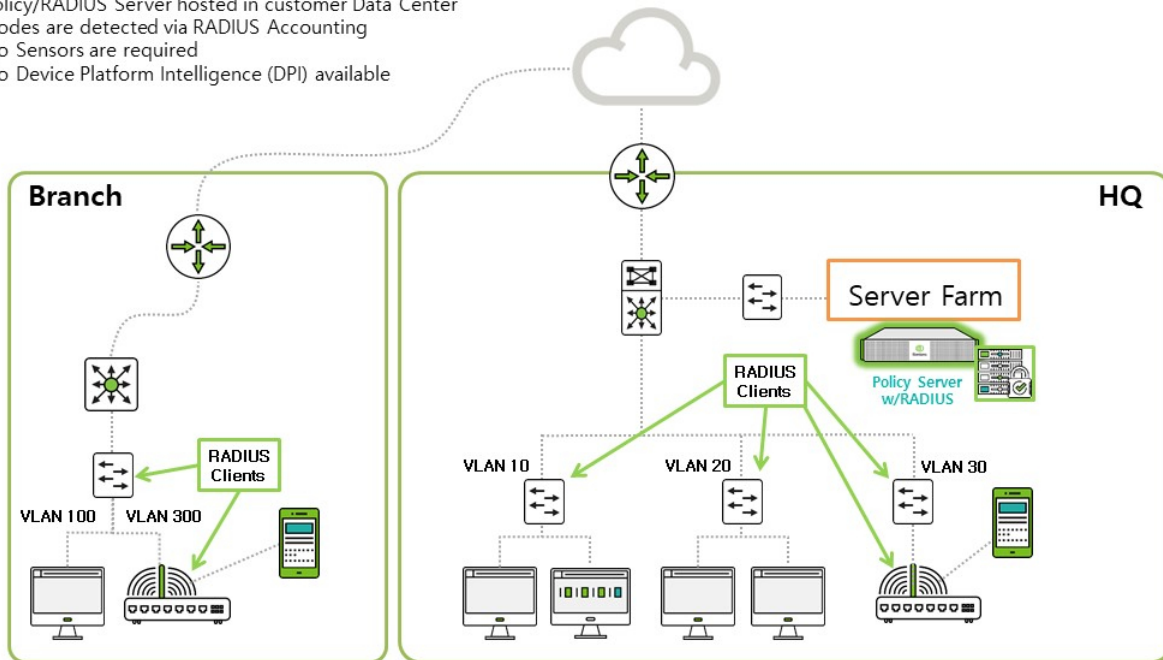 olicy/RADIUS Server hosted in customer Data Center
odes are detected via RADIUS Accounting
o Sensors are required
o Device Platform Intelligence (DPI) available
Branch
HQ
Server Farm
RADIUS
Clients
Policy Server
w/RADIUS
RADIUS
Clients
VLAN 10
VLAN 20
VLAN 30
VLAN 100
VLAN 300